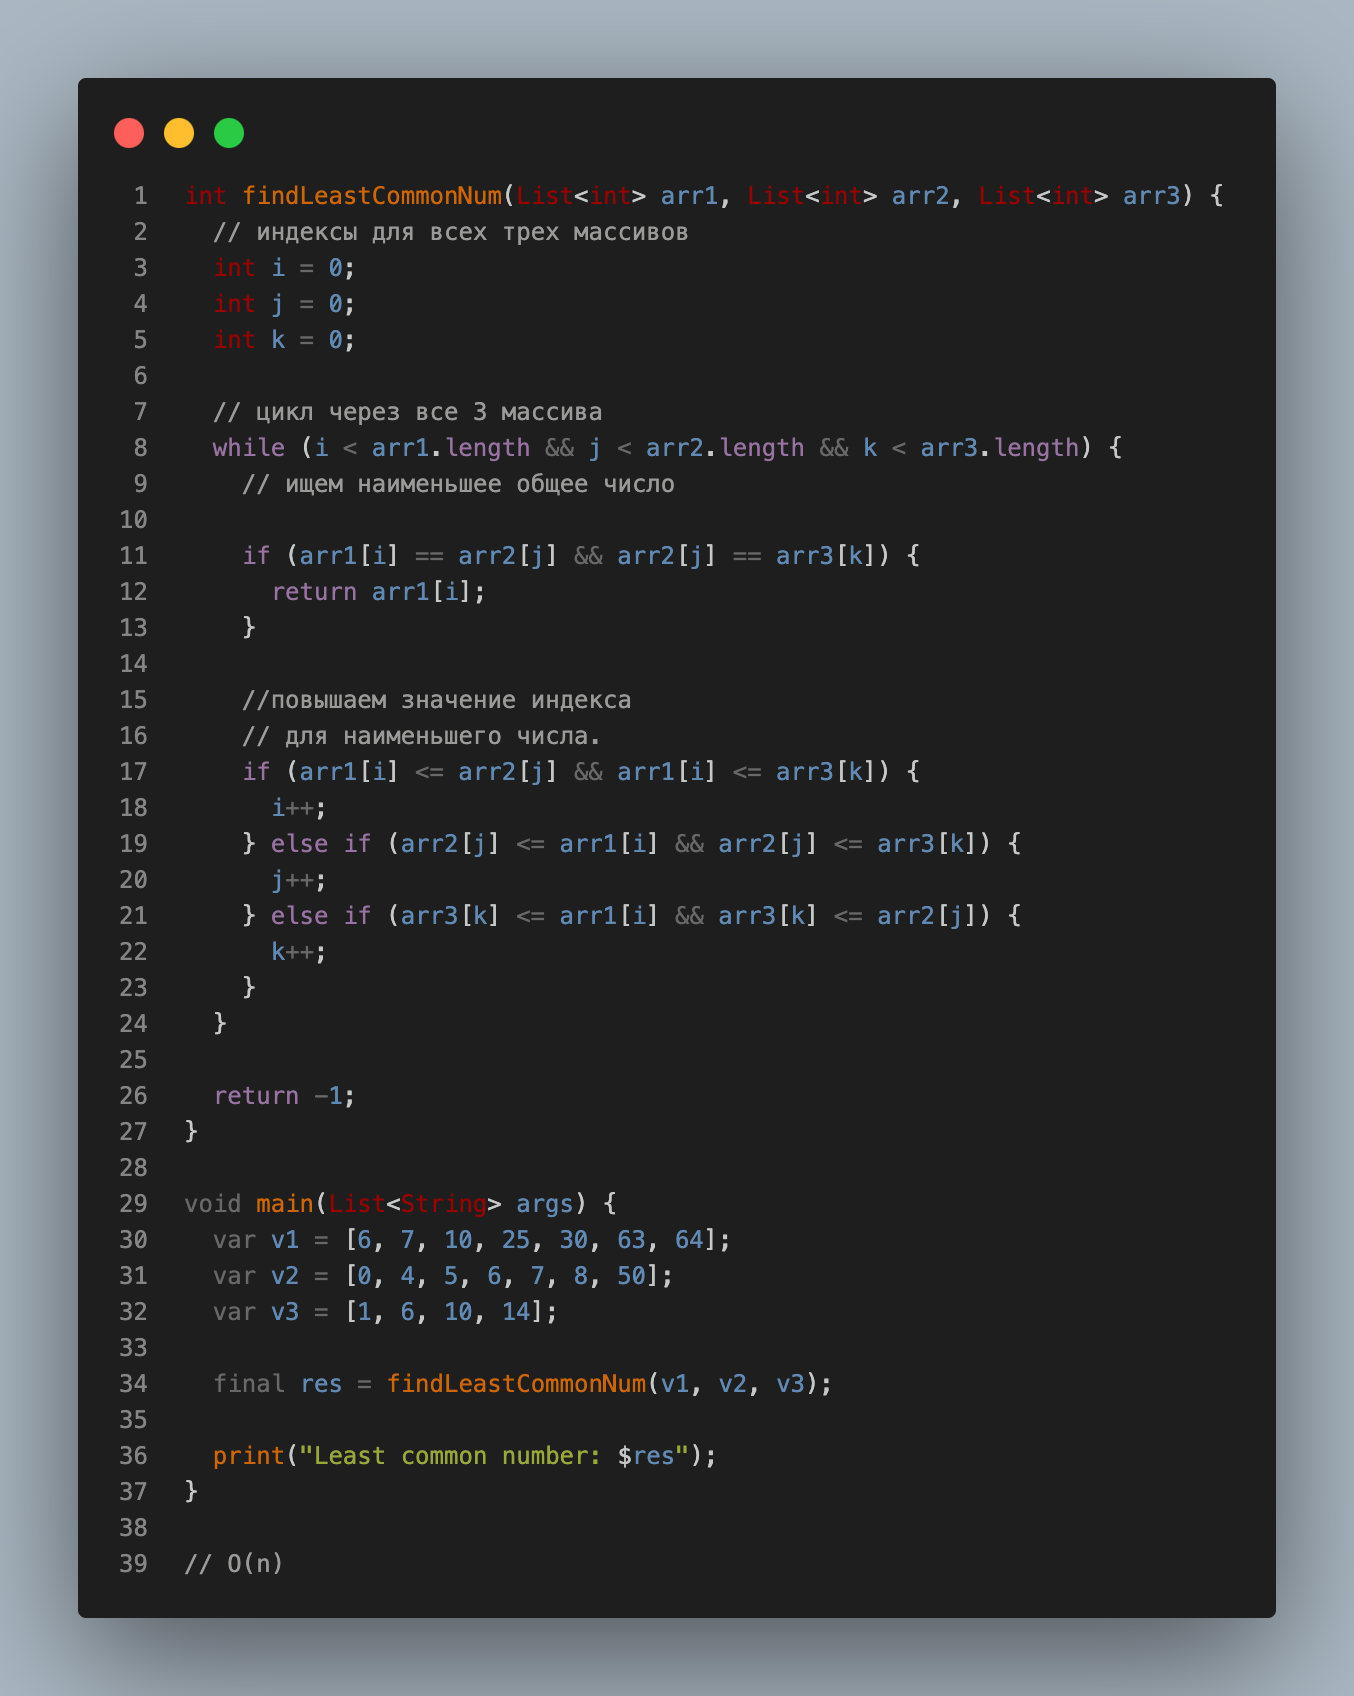 1 int findLeastCommonNum(List<int> arr1, List<int> arr2, List<int> arr3) {
2   // индексы для всех трех массивов
3   int i = 0;
4   int j = 0;
5   int k = 0;
6
7   // цикл через все 3 массива
8   while (i < arr1.length && j < arr2.length && k < arr3.length) {
9     // ищем наименьшее общее число
10
11     if (arr1[i] == arr2[j] && arr2[j] == arr3[k]) {
12       return arr1[i];
13     }
14
15     //повышаем значение индекса
16     // для наименьшего числа.
17     if (arr1[i] <= arr2[j] && arr1[i] <= arr3[k]) {
18       i++;
19     } else if (arr2[j] <= arr1[i] && arr2[j] <= arr3[k]) {
20       j++;
21     } else if (arr3[k] <= arr1[i] && arr3[k] <= arr2[j]) {
22       k++;
23     }
24   }
25
26   return -1;
27 }
28
29 void main(List<String> args) {
30   var v1 = [6, 7, 10, 25, 30, 63, 64];
31   var v2 = [0, 4, 5, 6, 7, 8, 50];
32   var v3 = [1, 6, 10, 14];
33
34   final res = findLeastCommonNum(v1, v2, v3);
35
36   print("Least common number: $res");
37 }
38
39 // O(n)